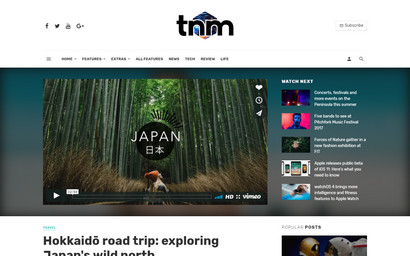 tnm
Subscribe
HOME
FEATURES
EXTRAS
ALL FEATURES
NEWS
TECH
REVIEW
LIFE
JAPAN
日本
HD
vimeo
WATCH NEXT
Concerts, festivals and
more events on the
Peninsula this summer
Five bands to see at
Pitchfork Music Festival
2017
Forces of Nature gather in
a new fashion exhibition at
FIT
Apple releases public beta
of iOS 11: Here's what you
need to know
watchOS 4 brings more
intelligence and fitness
features to Apple Watch
TRAVEL
Hokkaidō road trip: exploring
Japan's wild north
POPULAR POSTS